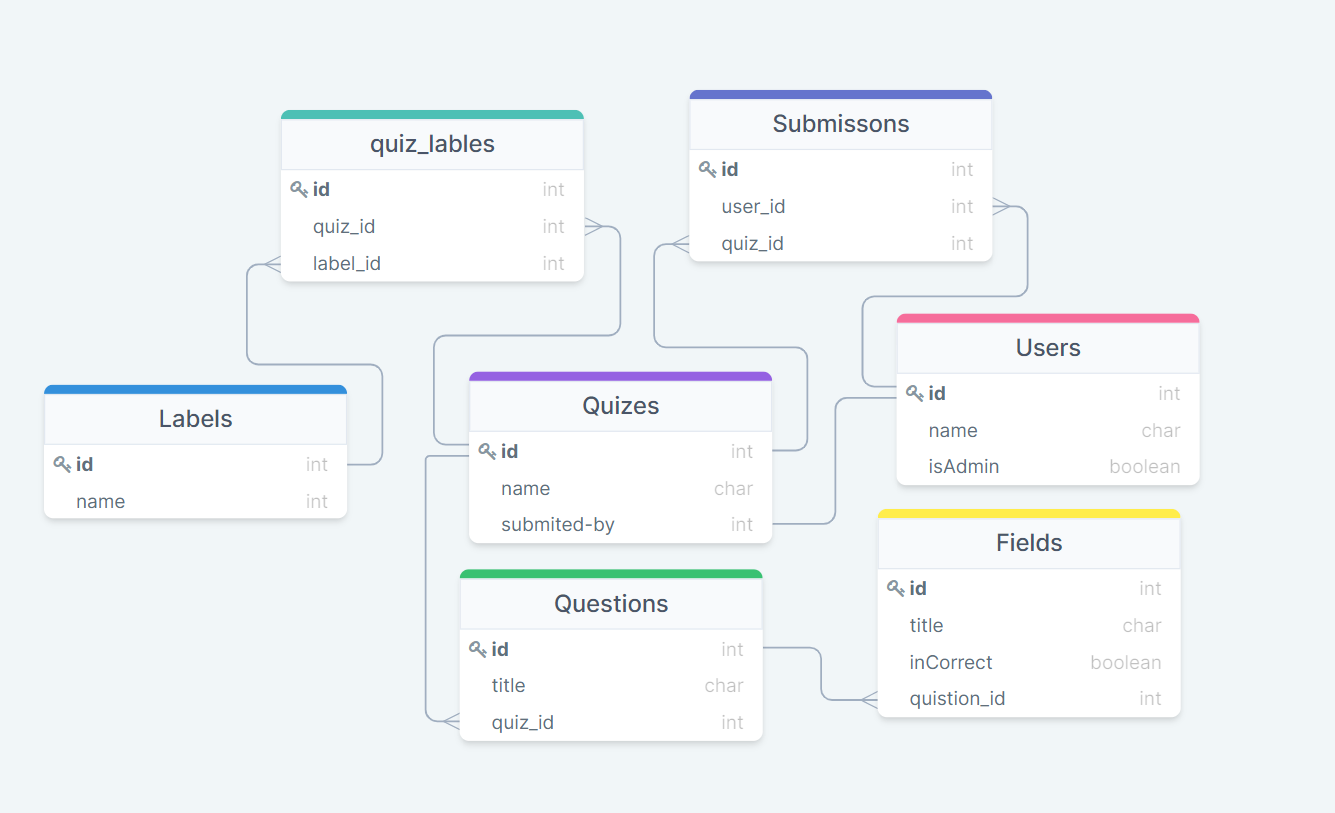 quiz_lables
id int
quiz_id int
label_id int
Submissons
id int
user_id int
quiz_id int
Labels
id int
name int
Quizes
id int
name char
submited-by int
Users
id int
name char
isAdmin boolean
Questions
id int
title char
quiz_id int
Fields
id int
title char
inCorrect boolean
quistion_id int